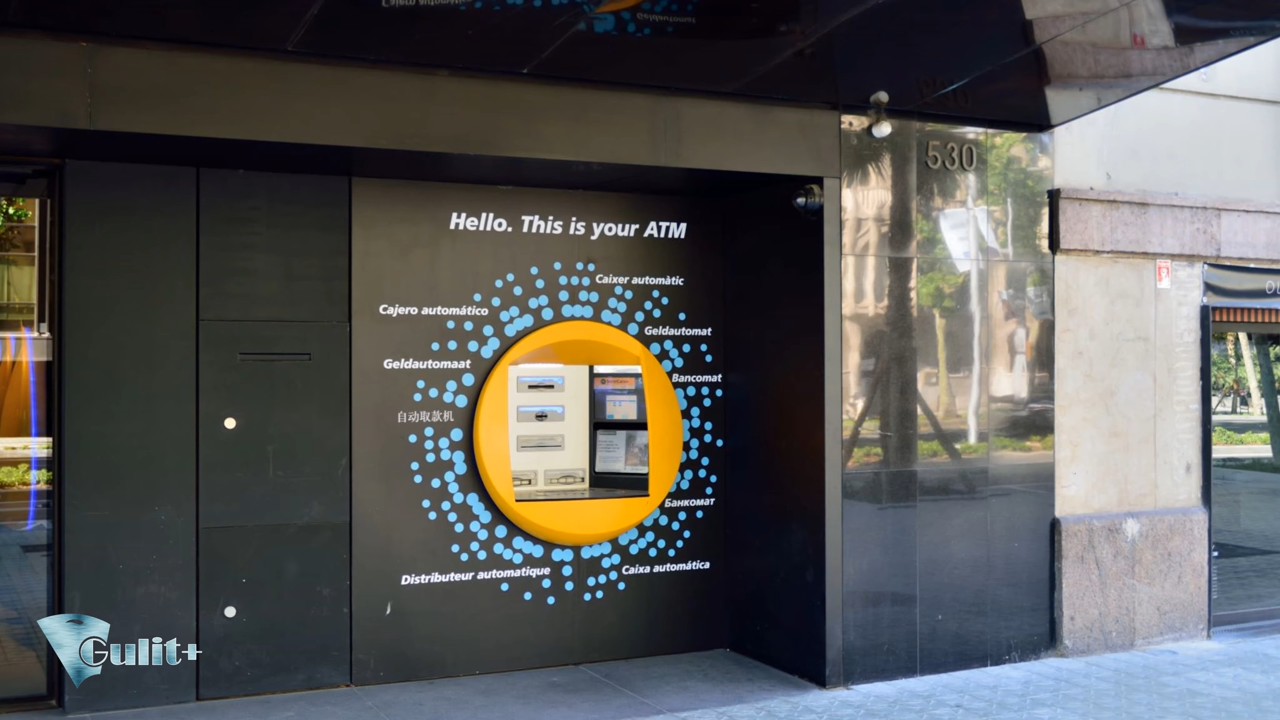 Hello. This is your ATM
Caixer automàtic
Cajero automático
Geldautomat
Geldautomaat
Bancomat
自动取款机
Банкомат
Distributeur automatique
Caixa automática
530
Gulit+